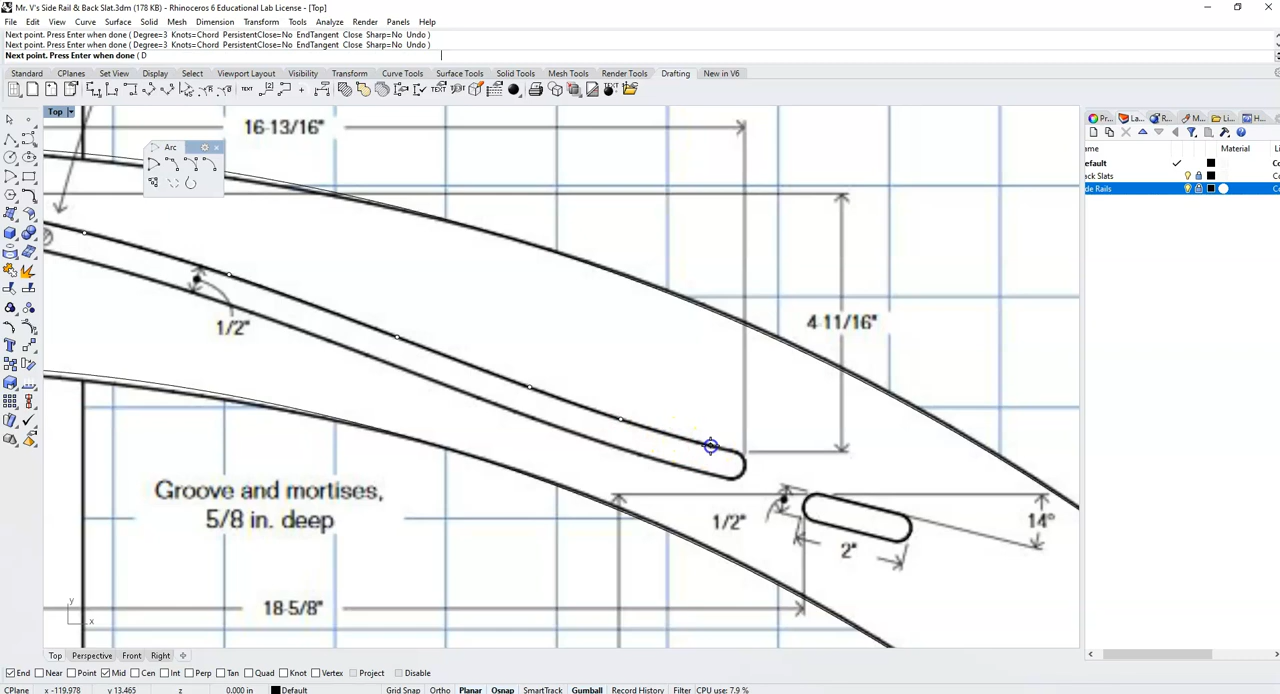 Mr. V's Side Rail & Back Slat.3dm (178 KB) - Rhinoceros 6 Educational Lab License - [Top]
File Edit View Curve Surface Solid Mesh Dimension Transform Tools Analyze Render Panels Help
Next point. Press Enter when done ( Degree=3 Knots=Chord PersistentClose=No EndTangent Close Sharp=No Undo )
Next point. Press Enter when done ( Degree=3 Knots=Chord PersistentClose=No EndTangent Close Sharp=No Undo )
Next point. Press Enter when done ( D
Standard CPlanes Set View Display Select Viewport Layout Visibility Transform Curve Tools Surface Tools Solid Tools Mesh Tools Render Tools Drafting New in V6
Top
Pr... La... R... M... Li... H...
16-13/16"
Arc
ame Material Li
efault Co
ack Slats Co
de Rails Co
4-11/16"
1/2"
Groove and mortises,
5/8 in. deep
1/2"
14°
2"
18-5/8"
y
x
Top Perspective Front Right
End Near Point Mid Cen Int Perp Tan Quad Knot Vertex Project Disable
CPlane x -119.978 y 13.465 z 0.000 in Default Grid Snap Ortho Planar Osnap SmartTrack Gumball Record History Filter CPU use: 7.9 %